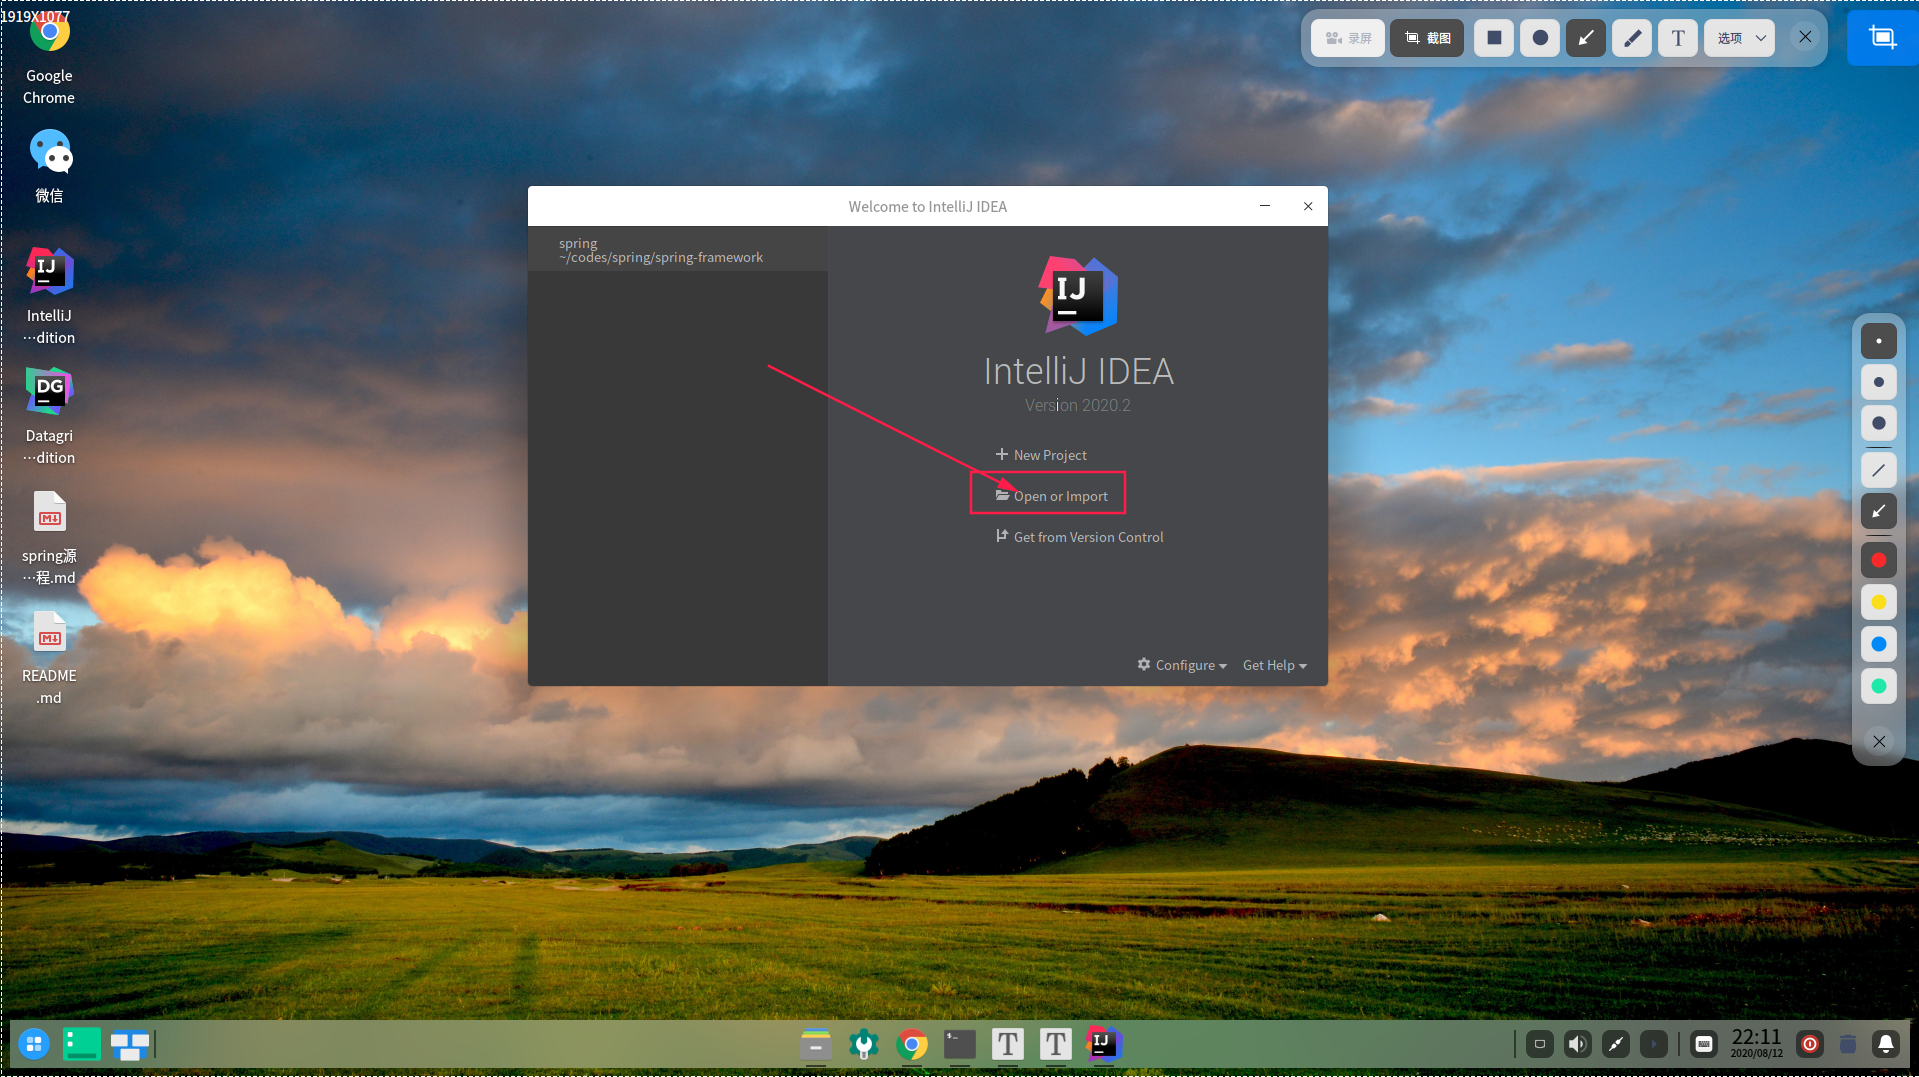 1919X1077
Google
Chrome
微信
IntelliJ
…dition
Datagri
…dition
spring源
…程.md
README
.md
录屏
截图
T
选项
Welcome to IntelliJ IDEA
spring
~/codes/spring/spring-framework
IJ
IntelliJ IDEA
Version 2020.2
New Project
Open or Import
Get from Version Control
Configure
Get Help
IJ
DG
M
M
T
T
IJ
22:11
2020/08/12